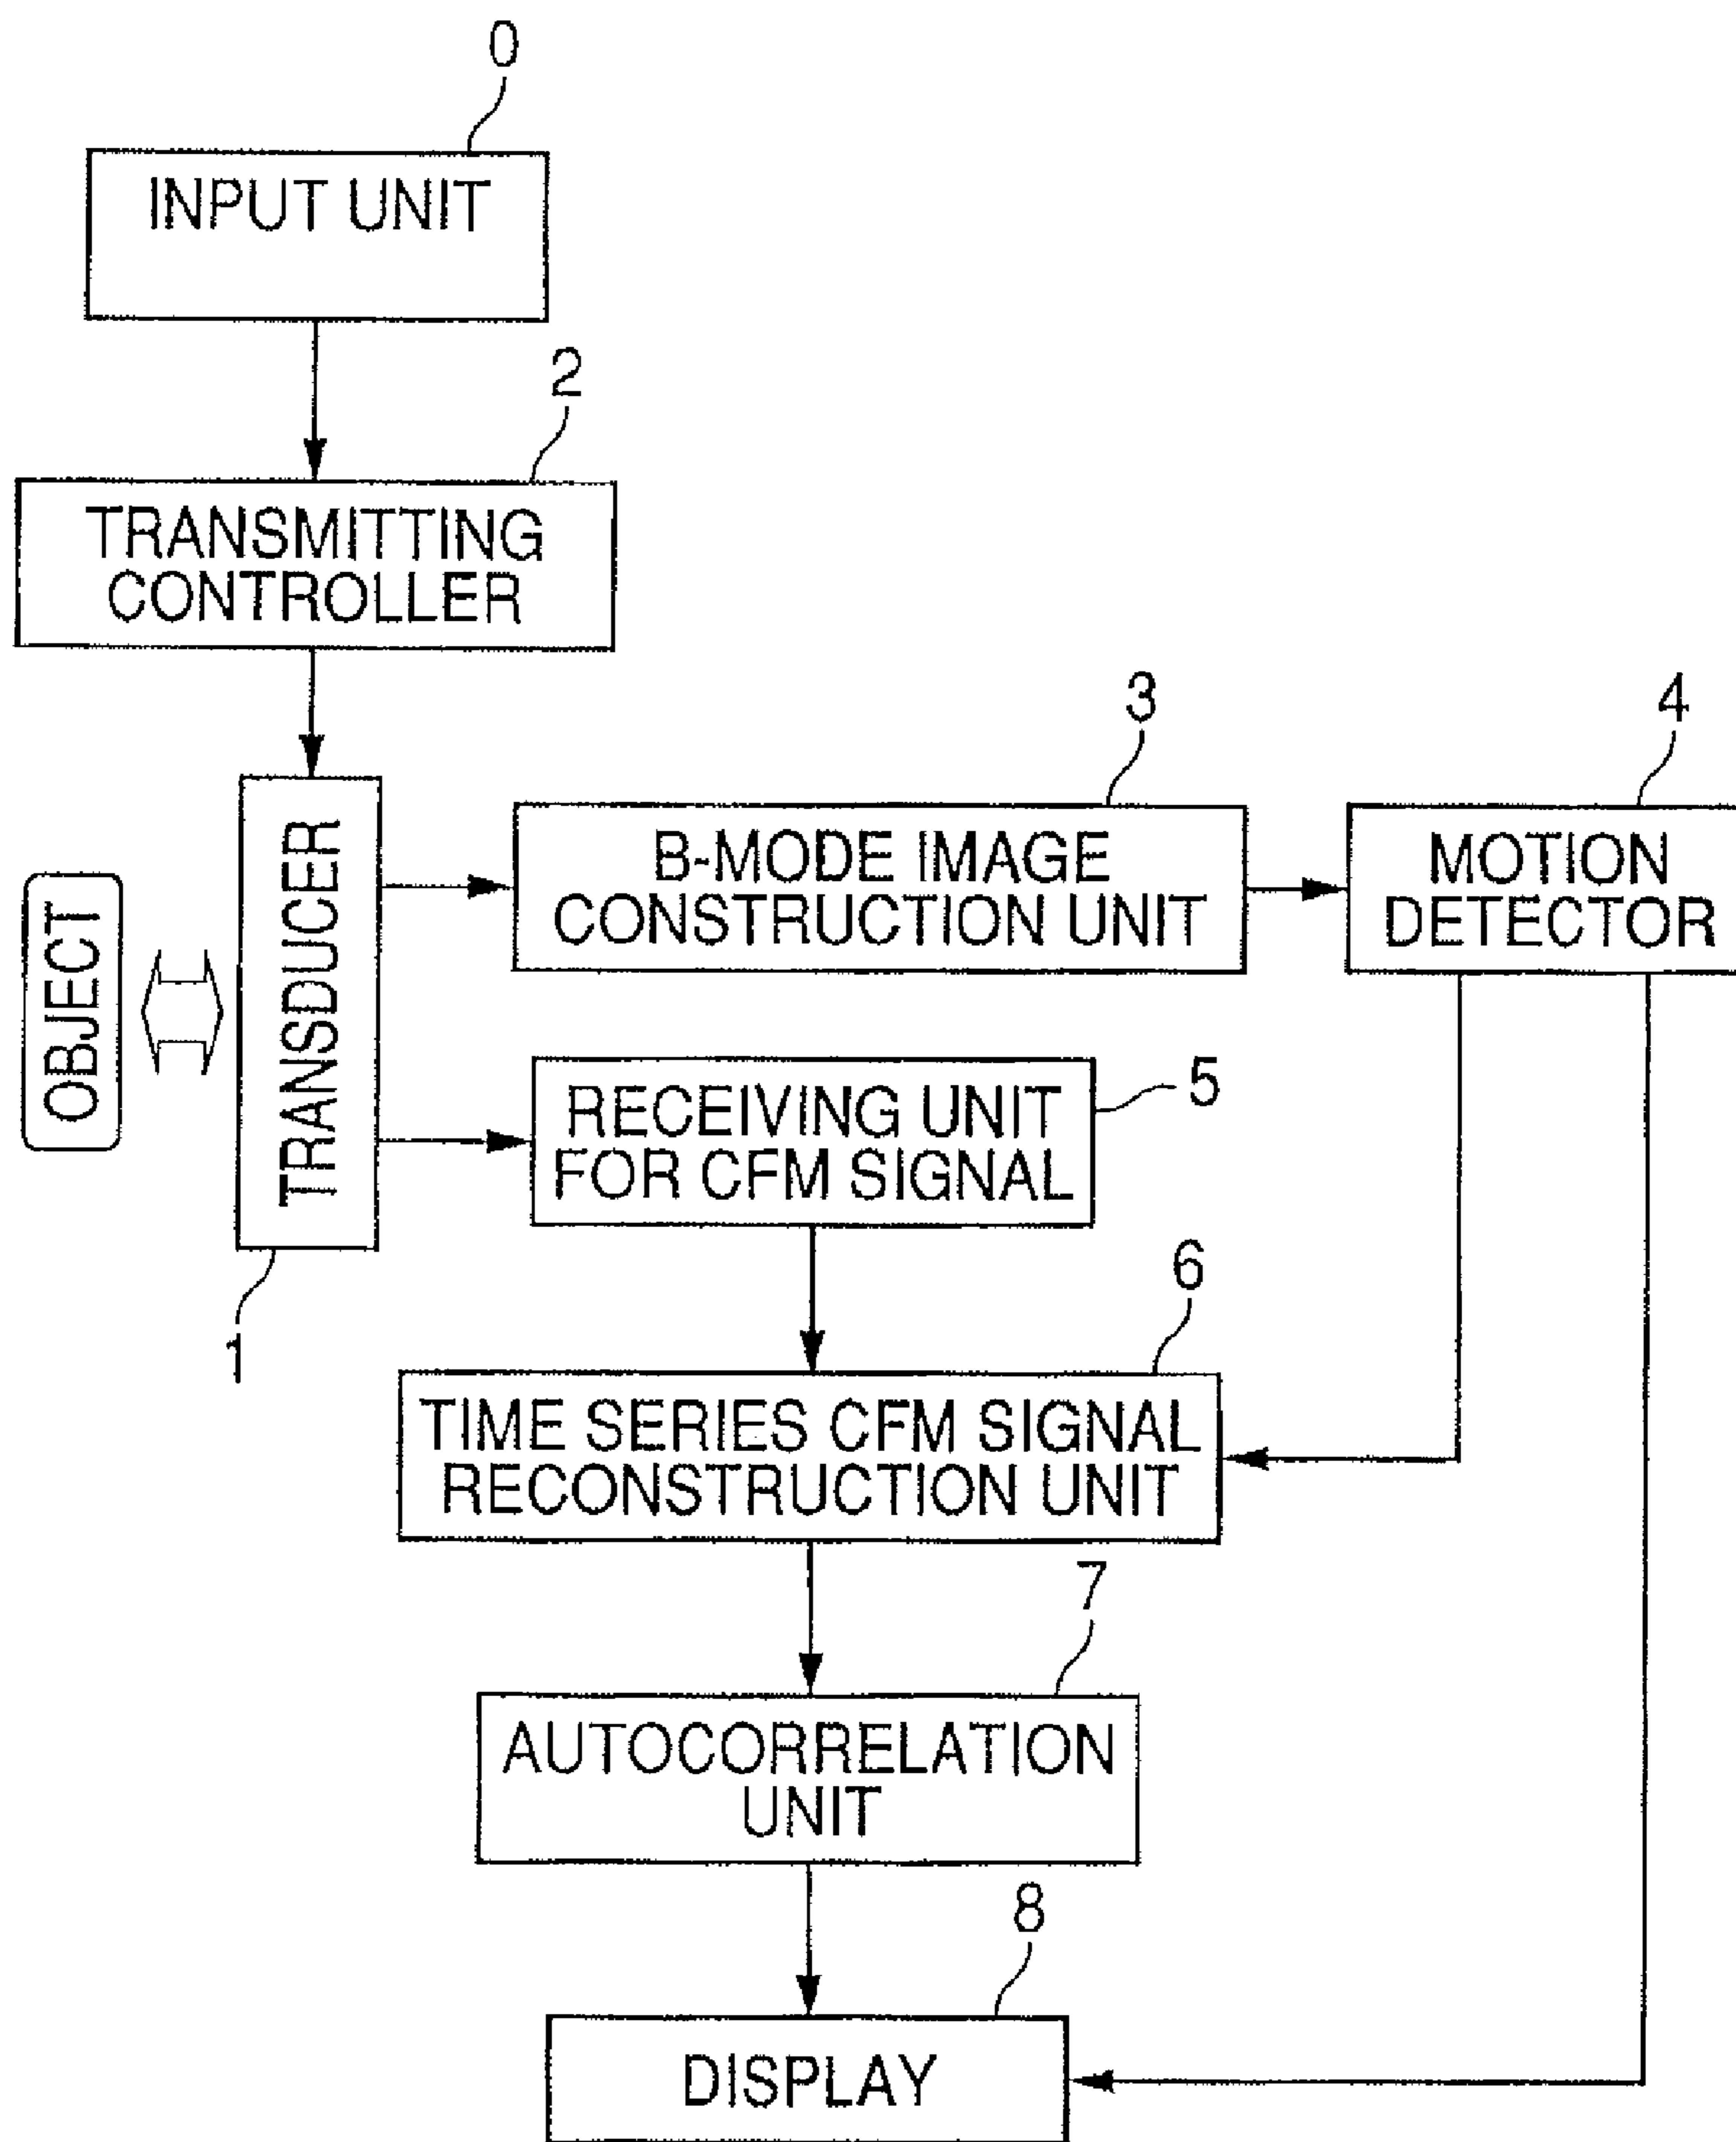 0
INPUT UNIT
2
TRANSMITTING
CONTROLLER
3
4
OBJECT
TRANSDUCER
1
B-MODE IMAGE
CONSTRUCTION UNIT
MOTION
DETECTOR
RECEIVING UNIT
FOR CFM SIGNAL
5
6
TIME SERIES CFM SIGNAL
RECONSTRUCTION UNIT
7
AUTOCORRELATION
UNIT
8
DISPLAY